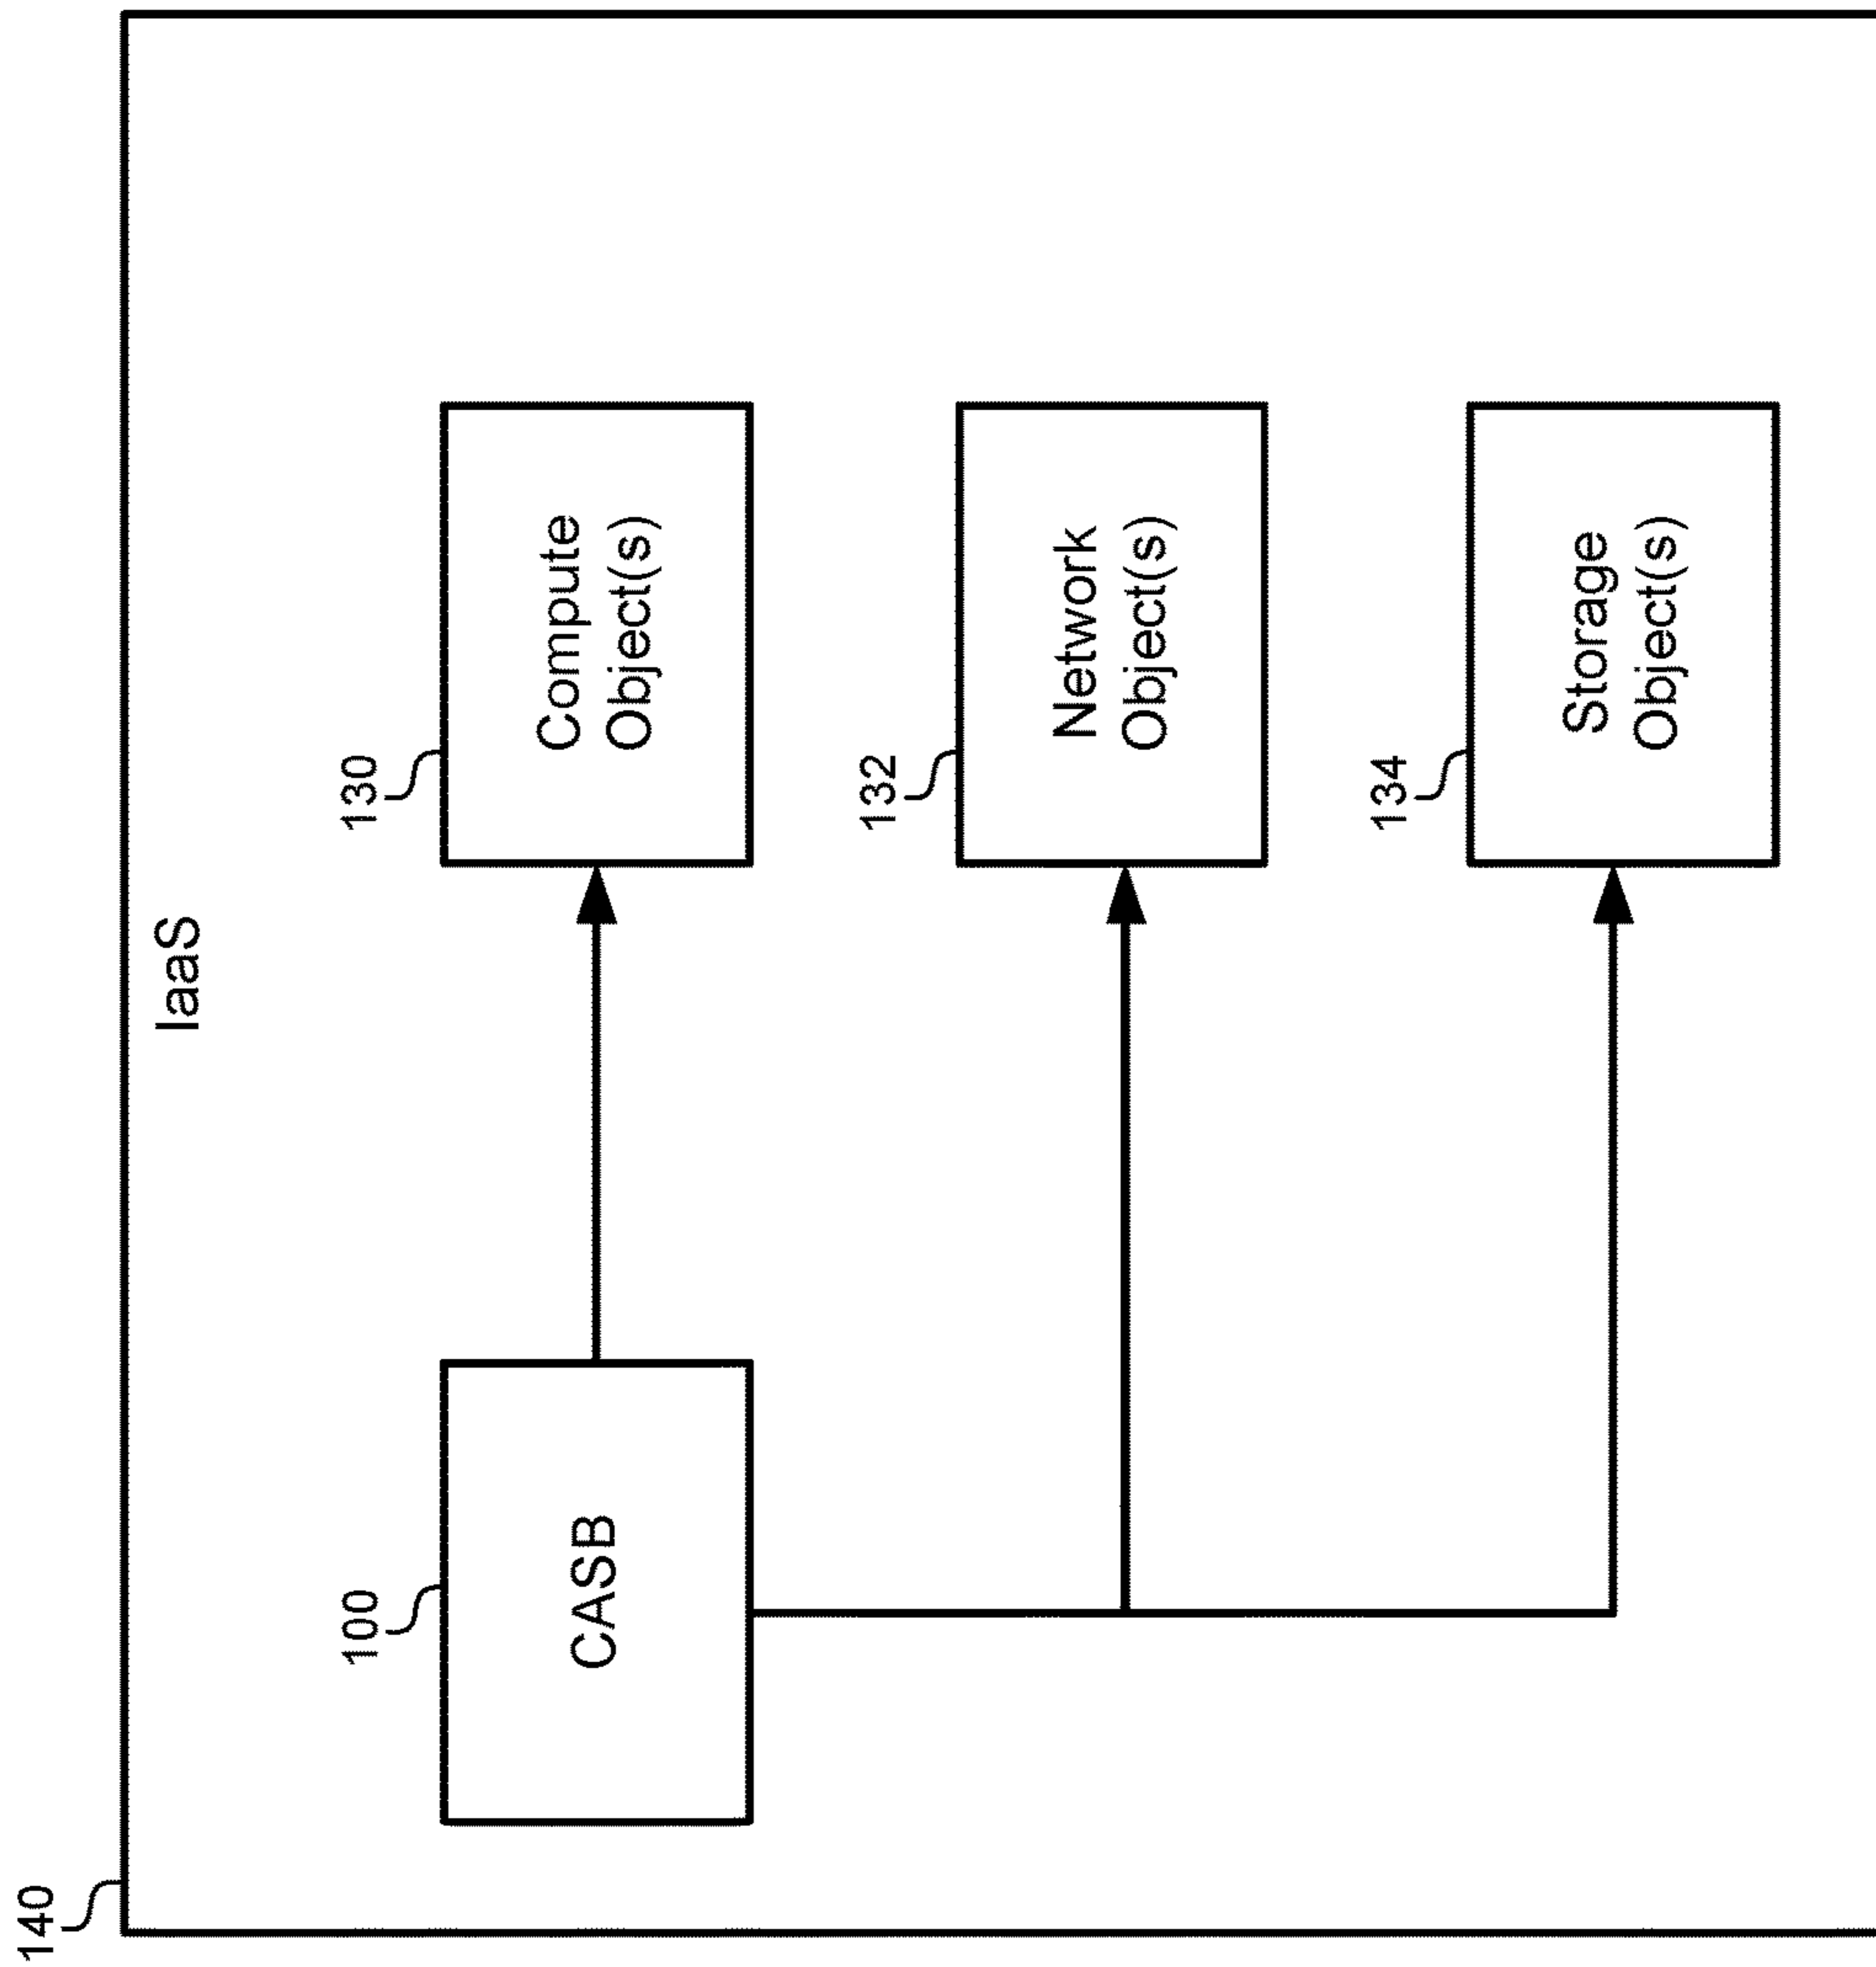 140
IaaS
100
CASB
130
Compute
Object(s)
132
Network
Object(s)
134
Storage
Object(s)